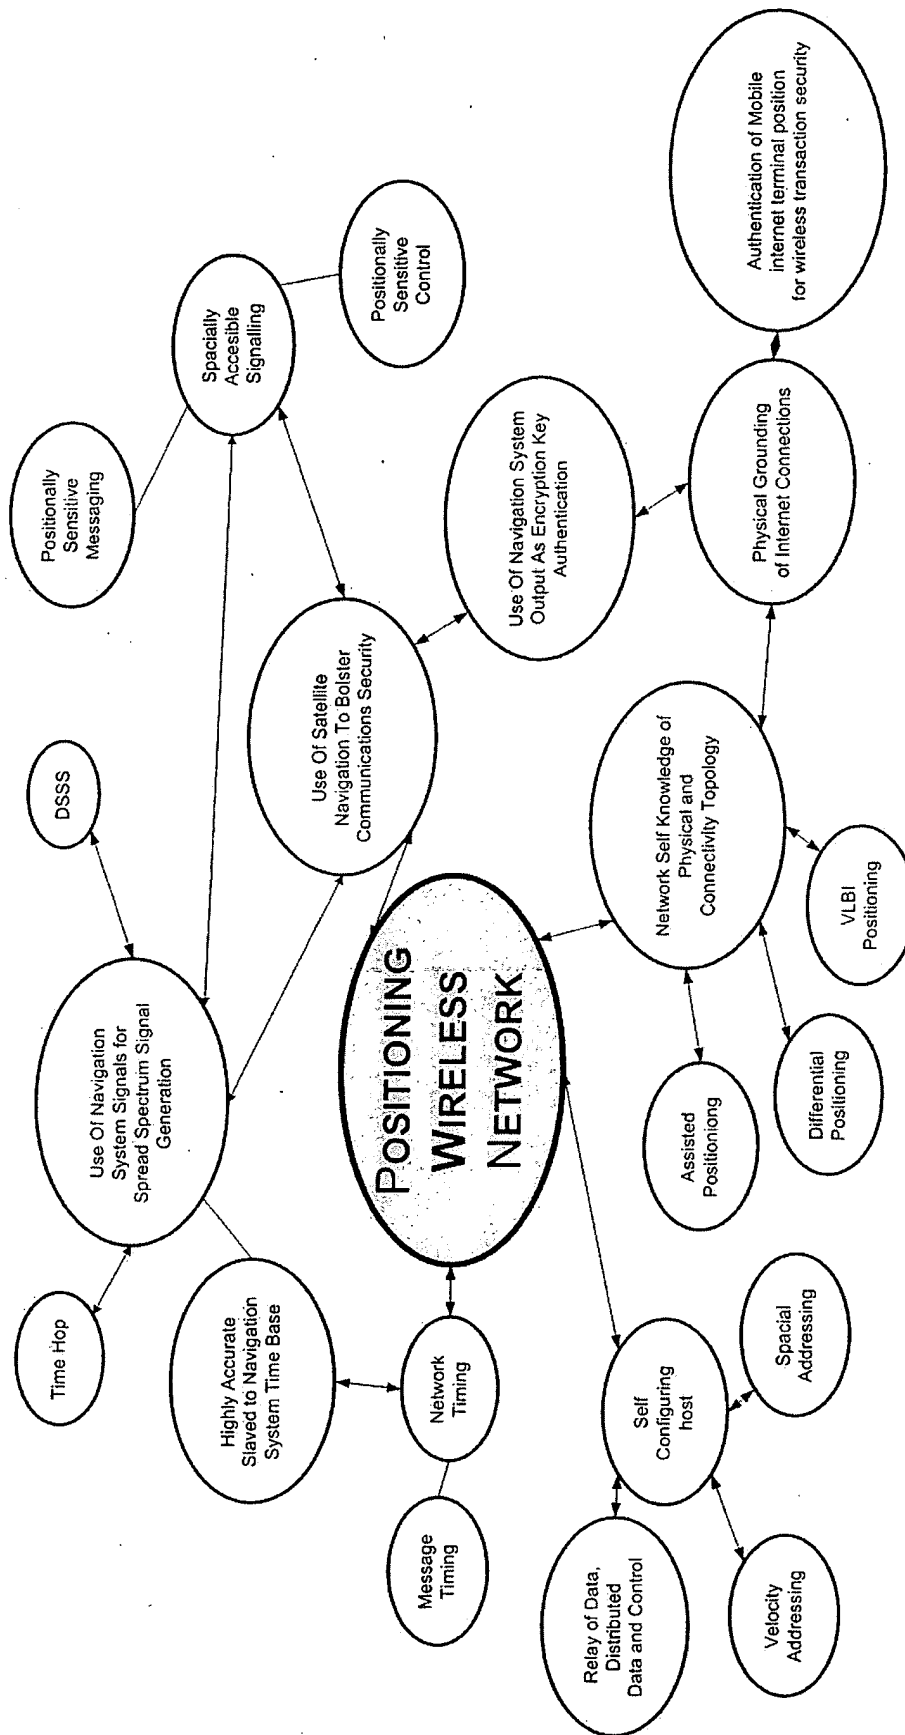 Time Hop
Use Of Navigation
System Signals for
Spread Spectrum Signal
Generation
DSSS
Positionally
Sensitive
Messaging
Spacially
Accesible
Signalling
Positionally
Sensitive
Control
Highly Accurate
Slaved to Navigation
System Time Base
Use Of Satellite
Navigation To Bolster
Communications Security
Message
Timing
Network
Timing
POSITIONING
WIRELESS
NETWORK
Use Of Navigation System
Output As Encryption Key
Authentication
Relay of Data,
Distributed
Data and Control
Self
Configuring
host
Network Self Knowledge of
Physical and
Connectivity Topology
Physical Grounding
of Internet Connections
Authentication of Mobile
internet terminal position
for wireless transaction security
Velocity
Addressing
Spacial
Addressing
Assisted
Positioniong
Differential
Positioning
VLBI
Positioning